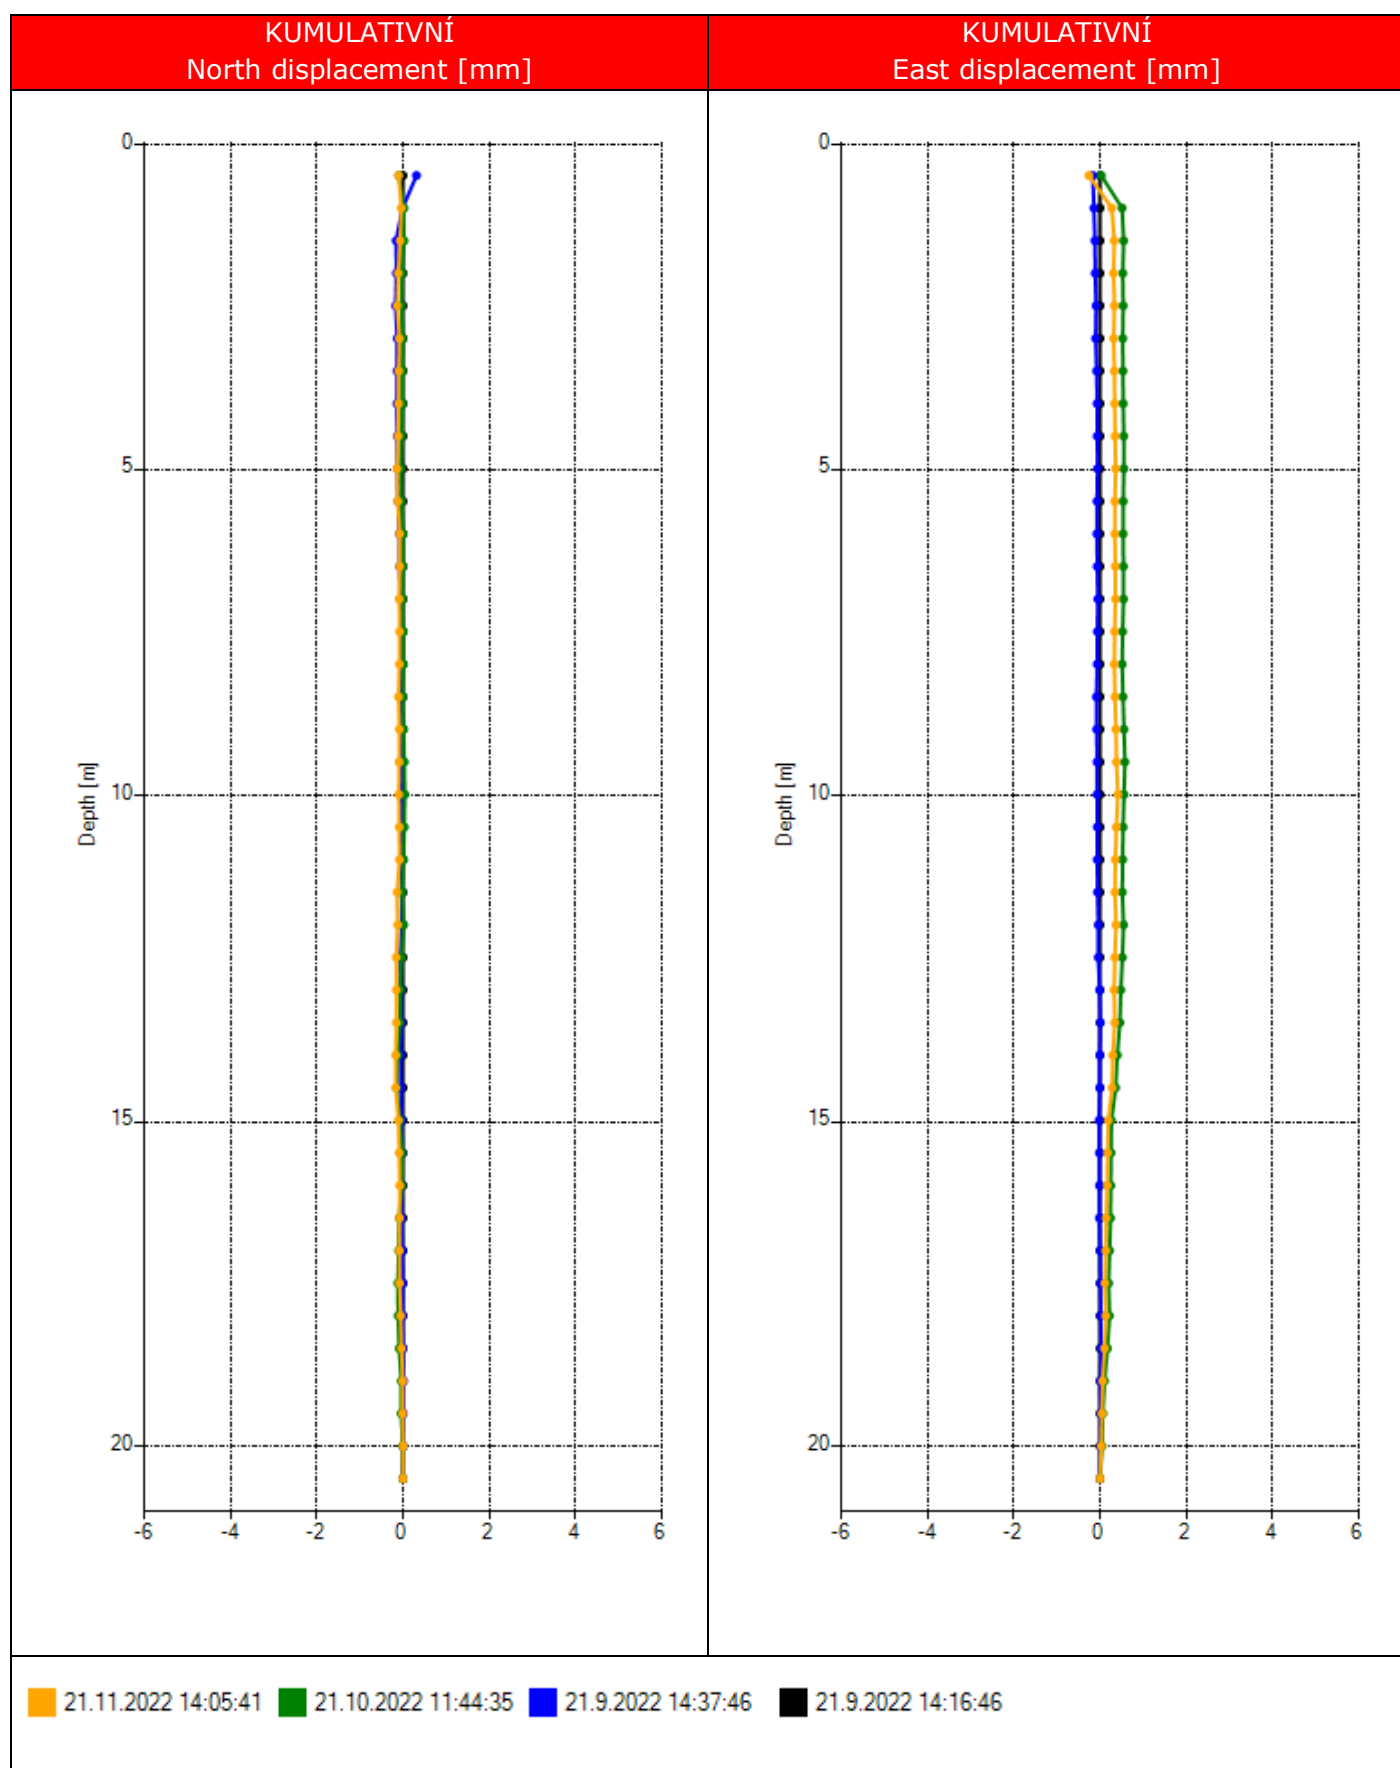 KUMULATIVNÍ
North displacement [mm]
KUMULATIVNÍ
East displacement [mm]
0
5
10
15
20
Depth [m]
-6 -4 -2 0 2 4 6
0
5
10
15
20
Depth [m]
-6 -4 -2 0 2 4 6
21.11.2022 14:05:41 21.10.2022 11:44:35 21.9.2022 14:37:46 21.9.2022 14:16:46